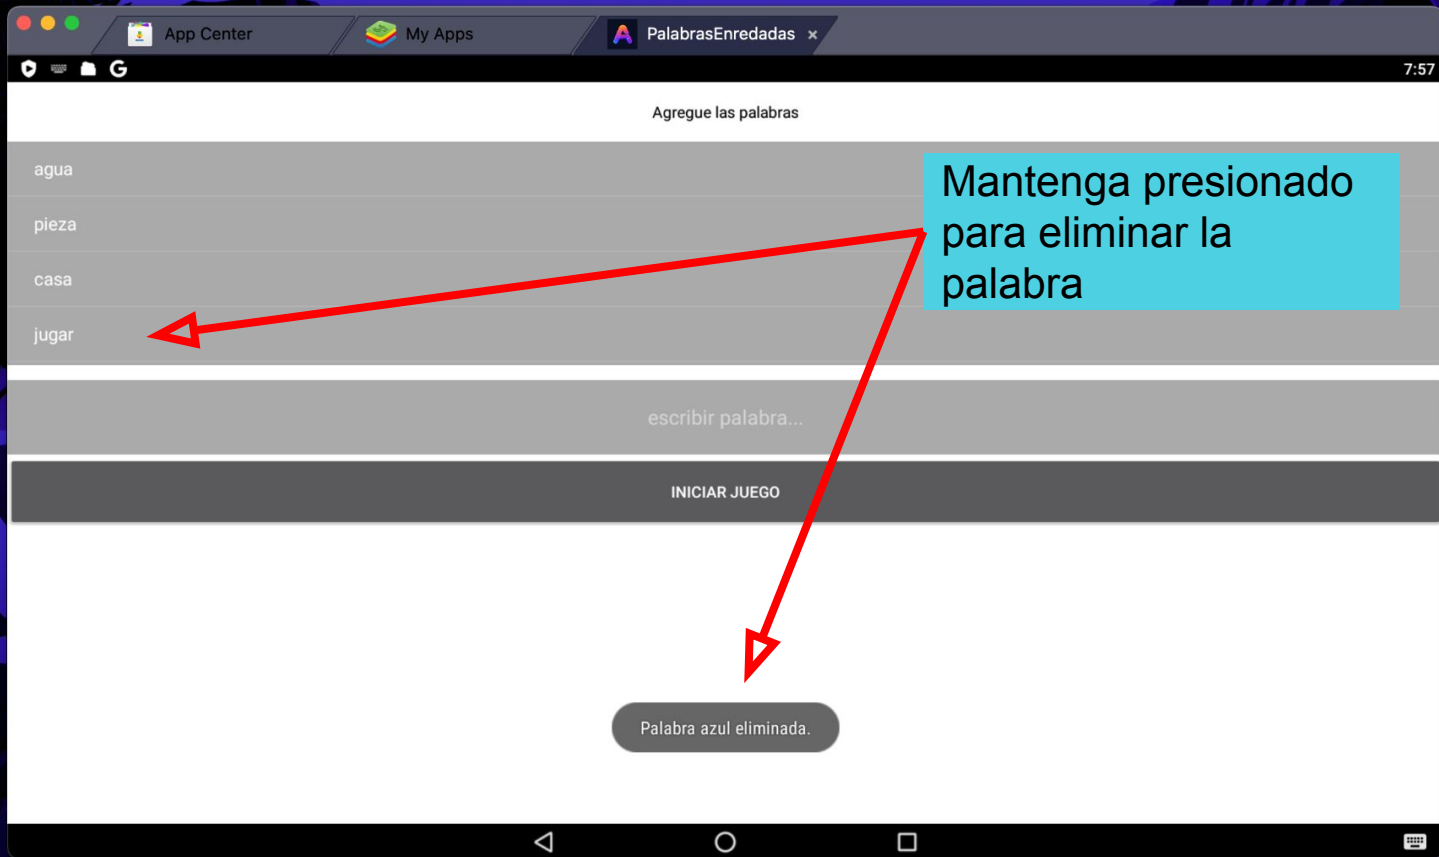 App Center
My Apps
PalabrasEnredadas
7:57
Agregue las palabras
agua
pieza
casa
jugar
Mantenga presionado
para eliminar la
palabra
escribir palabra...
INICIAR JUEGO
Palabra azul eliminada.